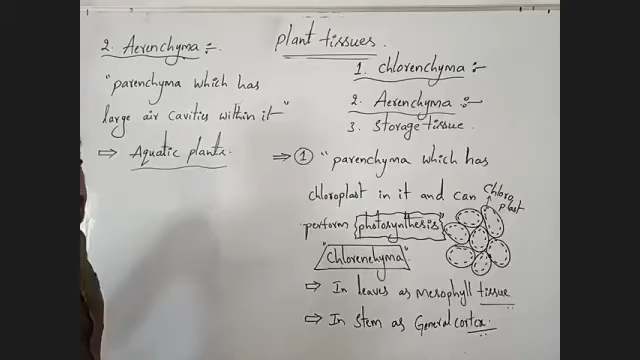 plant tissues.
2. Aerenchyma :-
"parenchyma which has
large air cavities within it"
⇒ Aquatic plants.
1. chlorenchyma :-
2. Aerenchyma :-
3. Storage tissue.
⇒ ① "parenchyma which has
chloroplast in it and can
perform photosynthesis"
"Chlorenchyma"
Chloro
plast
⇒ In leaves as mesophyll tissue
⇒ In stem as General cortex.